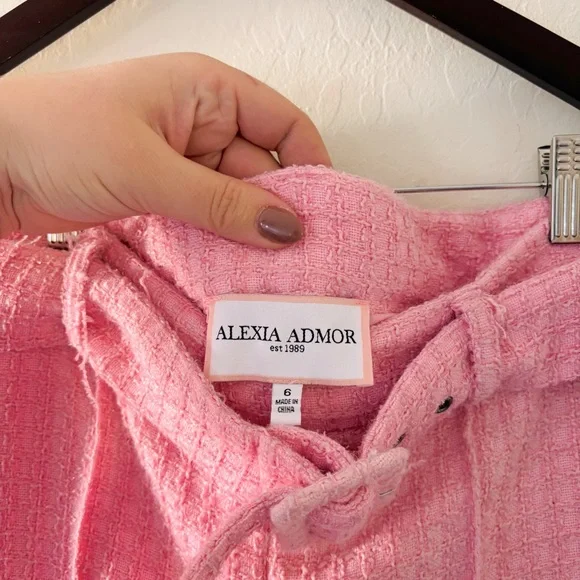 ALEXIA ADMOR
est 1989
6
MADE IN
CHINA